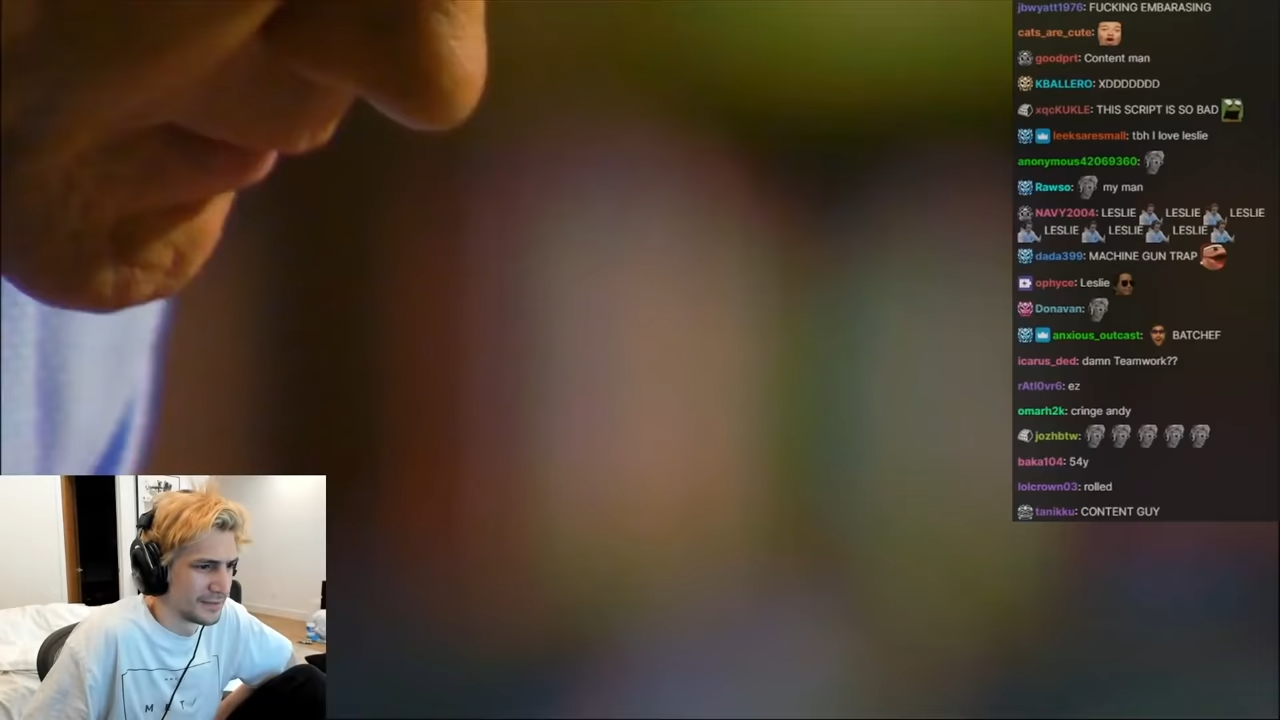 jbwyatt1976: FUCKING EMBARASING
cats_are_cute:
goodprt: Content man
KBALLERO: XDDDDDDD
xqcKUKLE: THIS SCRIPT IS SO BAD
leeksaresmall: tbh I love leslie
anonymous42069360:
Rawso: my man
NAVY2004: LESLIE LESLIE LESLIE
LESLIE LESLIE LESLIE
dada399: MACHINE GUN TRAP
ophyce: Leslie
Donavan:
anxious_outcast: BATCHEF
icarus_ded: damn Teamwork??
rAtl0vr6: ez
omarh2k: cringe andy
jozhbtw:
baka104: 54y
lolcrown03: rolled
tanikku: CONTENT GUY